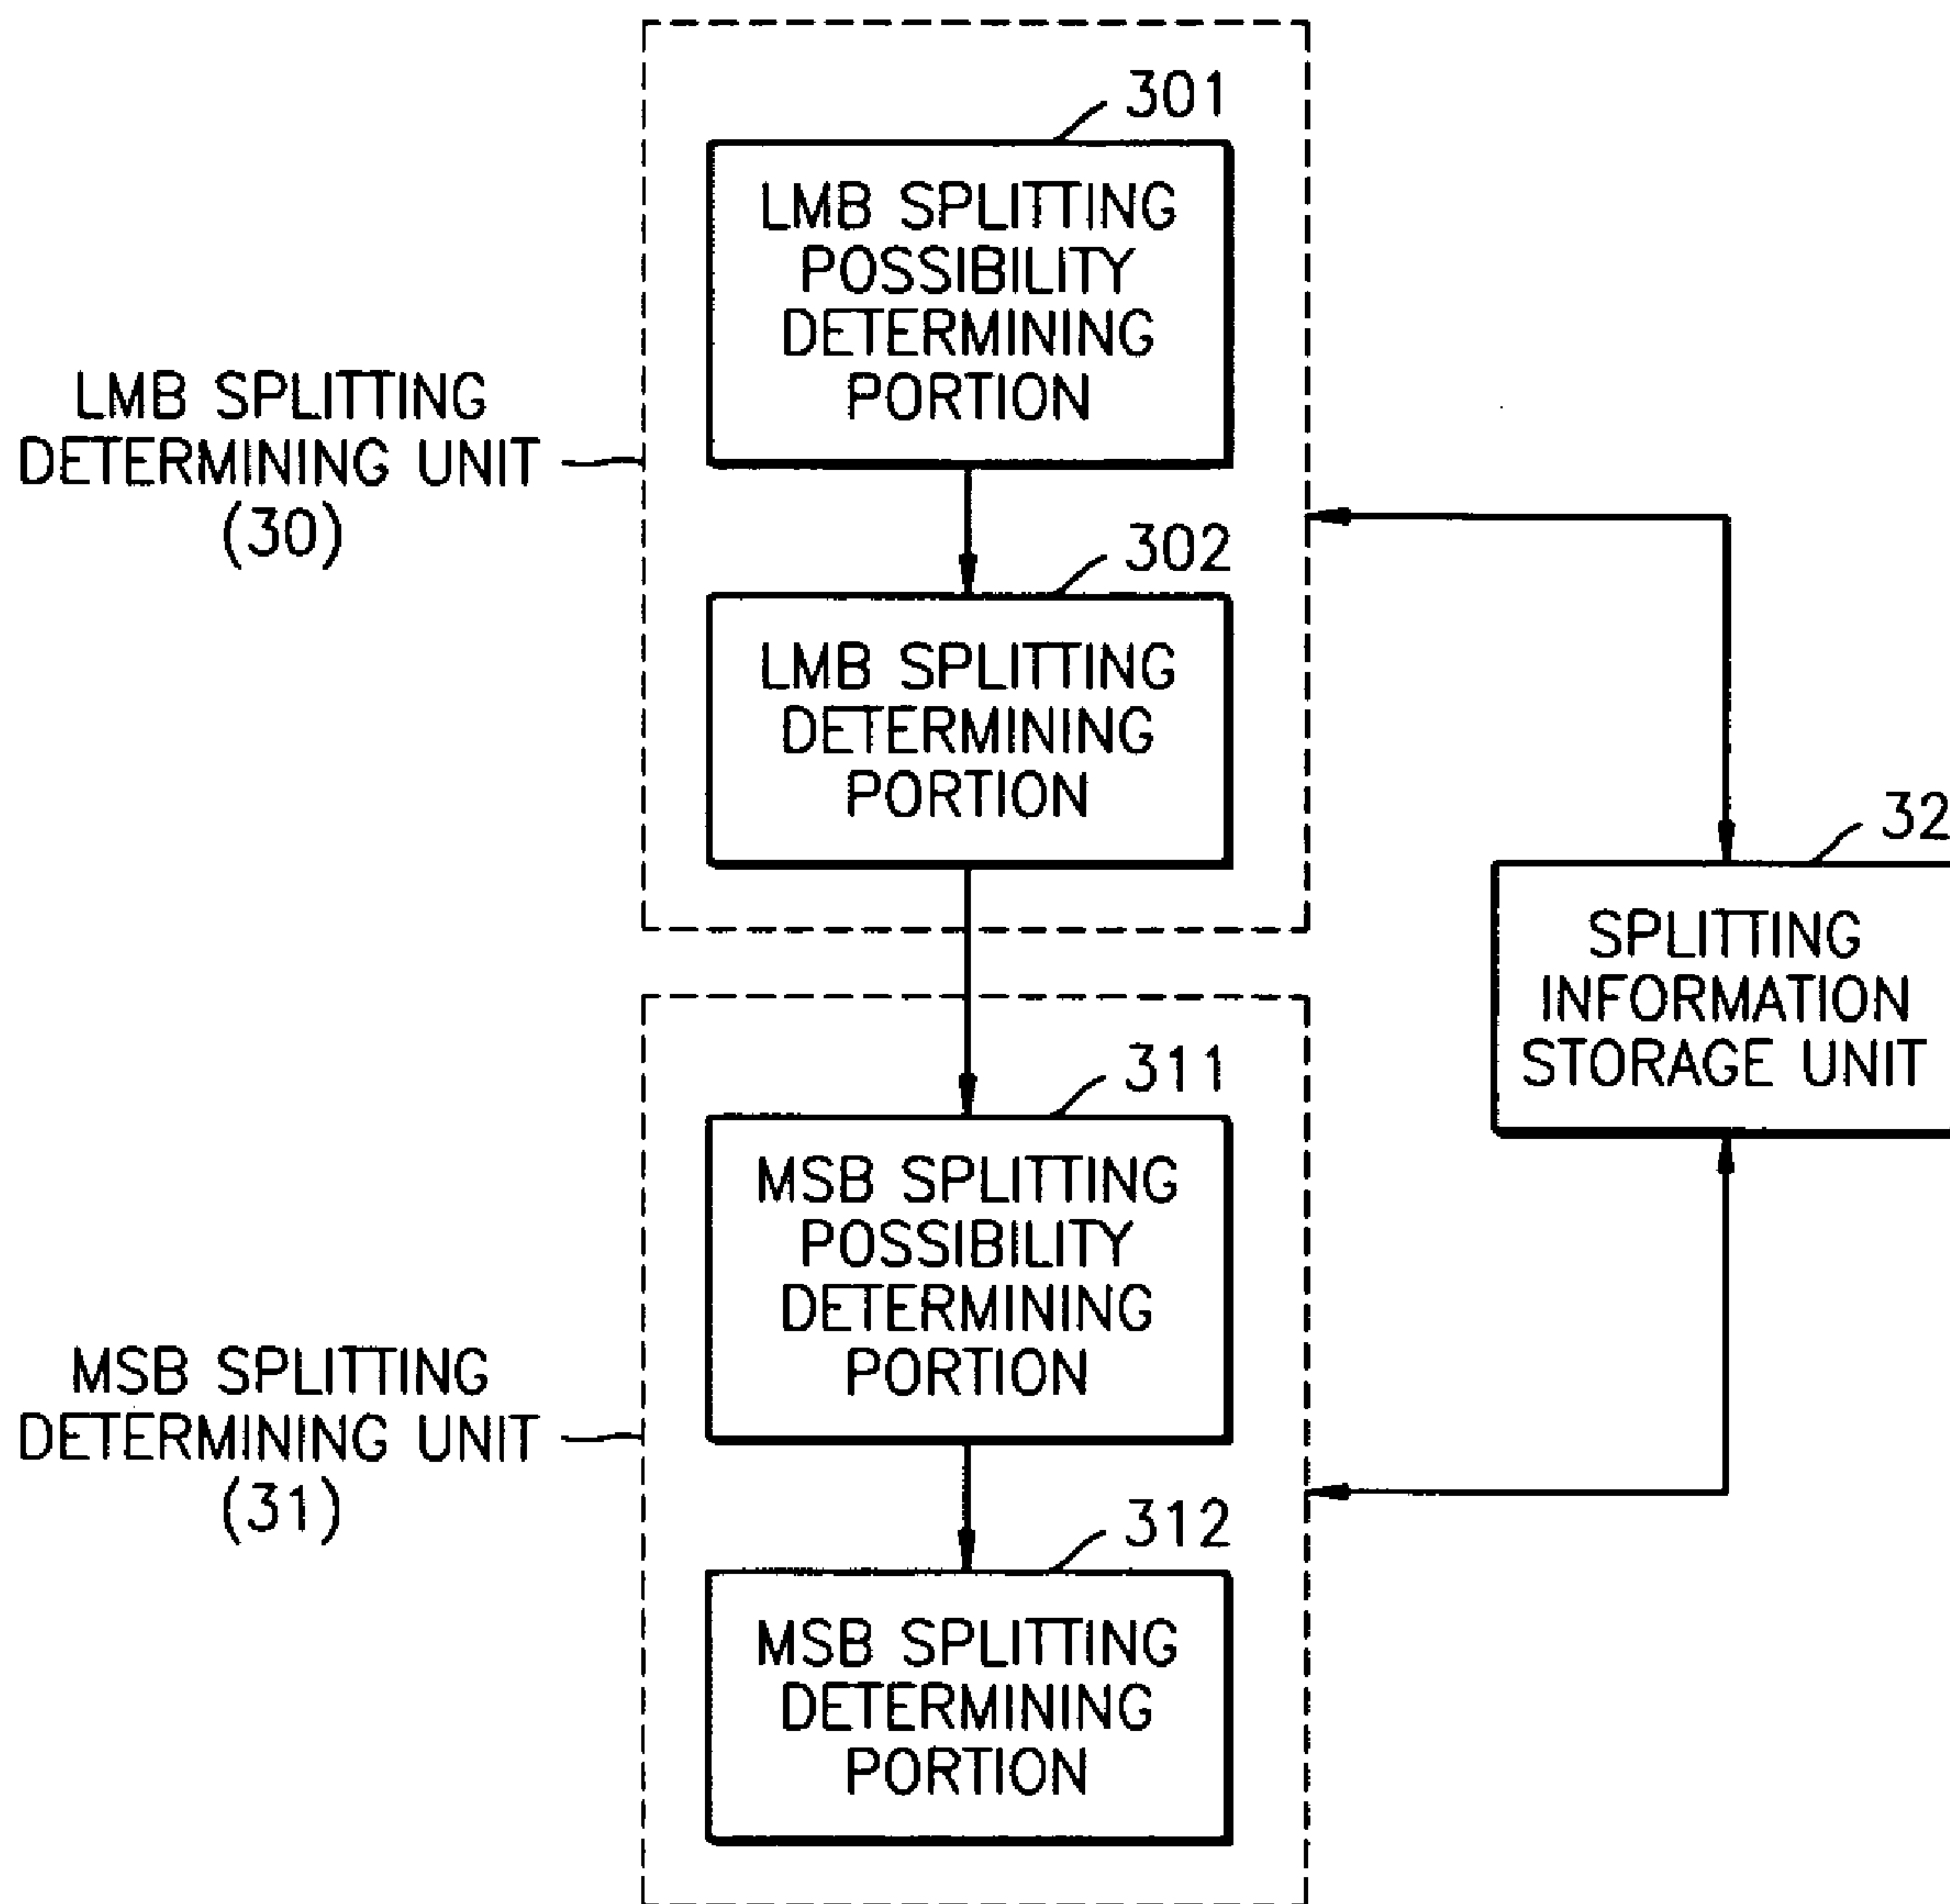 301
LMB SPLITTING
POSSIBILITY
DETERMINING
PORTION
LMB SPLITTING
DETERMINING UNIT
(30)
302
LMB SPLITTING
DETERMINING
PORTION
32
SPLITTING
INFORMATION
STORAGE UNIT
311
MSB SPLITTING
POSSIBILITY
DETERMINING
PORTION
MSB SPLITTING
DETERMINING UNIT
(31)
312
MSB SPLITTING
DETERMINING
PORTION